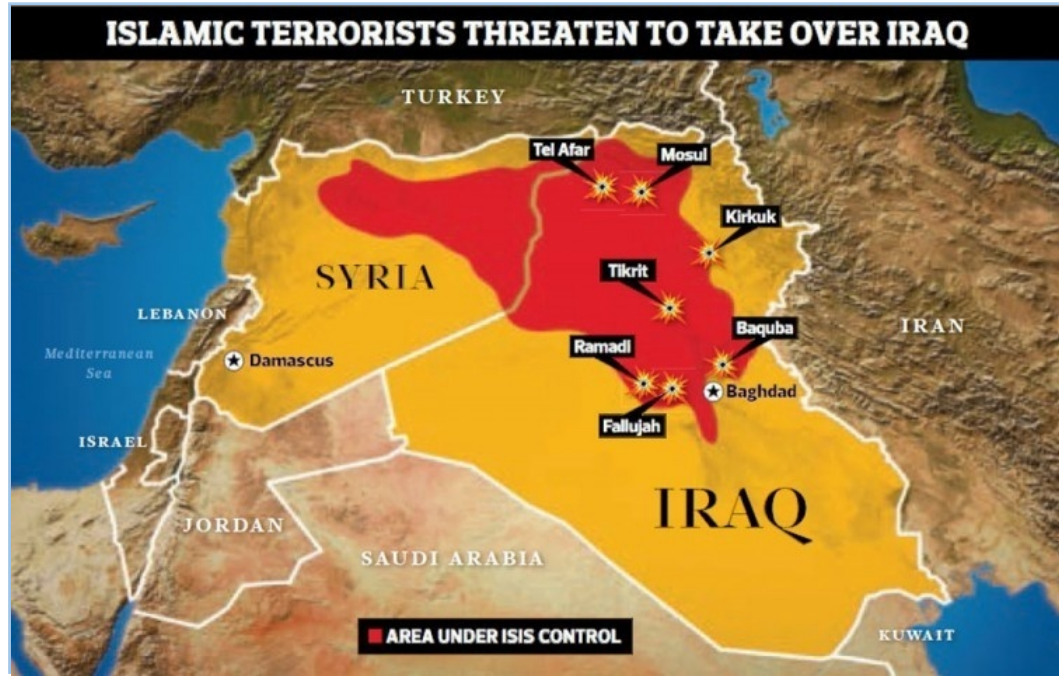 ISLAMIC TERRORISTS THREATEN TO TAKE OVER IRAQ
TURKEY
Tel Afar
Mosul
Kirkuk
SYRIA
Tikrit
LEBANON
Baquba
IRAN
Mediterranean
Sea
Damascus
Ramadi
Baghdad
Fallujah
ISRAEL
IRAQ
JORDAN
SAUDI ARABIA
AREA UNDER ISIS CONTROL
KUWAIT